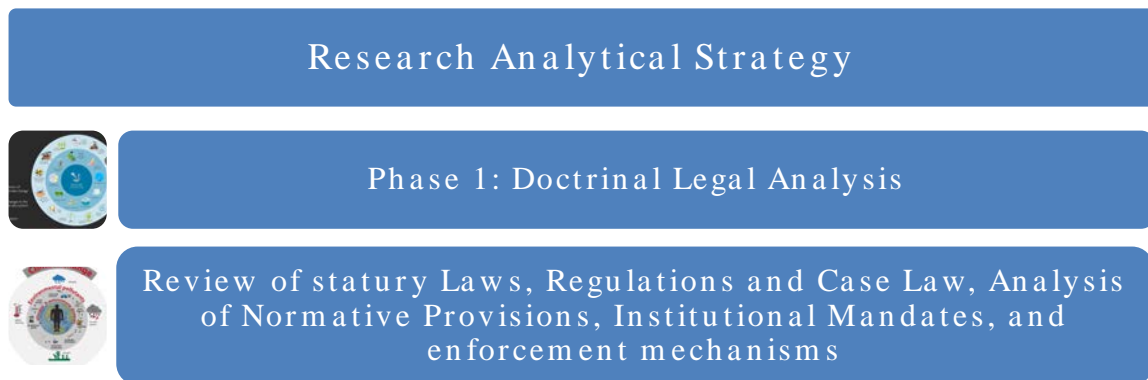 Research Analytical Strategy
Phase 1: Doctrinal Legal Analysis
Review of statury Laws, Regulations and Case Law, Analysis
of Normative Provisions, Institutional Mandates, and
enforcement mechanisms